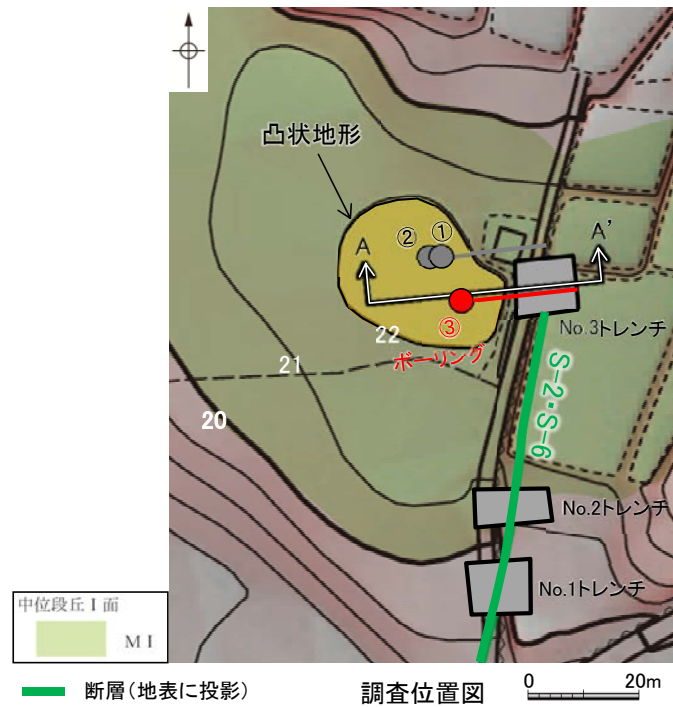 凸状地形
② ①
A
A’
③
No.3トレンチ
22
ボーリング
21
S-2・S-6
20
No.2トレンチ
No.1トレンチ
中位段丘Ⅰ面
MⅠ
断層(地表に投影)
調査位置図
0 20m